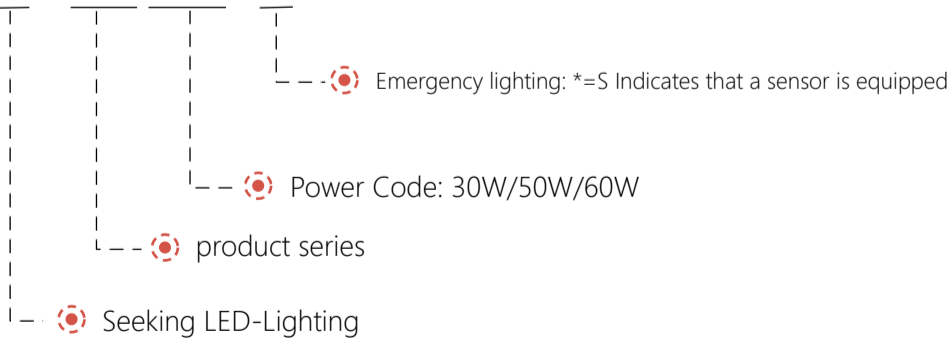 Emergency lighting: *=S Indicates that a sensor is equipped
Power Code: 30W/50W/60W
product series
Seeking LED-Lighting